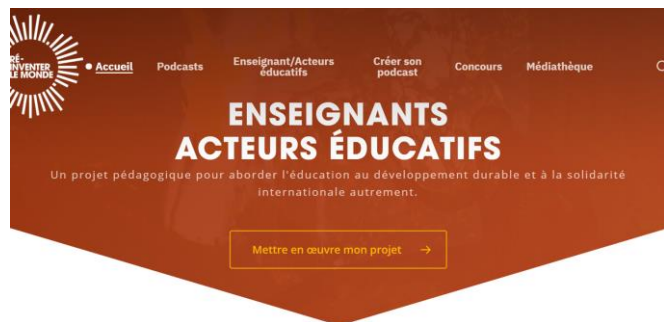 RÉ-
INVENTER
LE MONDE
Accueil
Podcasts
Enseignant/Acteurs
éducatifs
Créer son
podcast
Concours
Médiathèque
ENSEIGNANTS
ACTEURS ÉDUCATIFS
Un projet pédagogique pour aborder l'éducation au développement durable et à la solidarité
internationale autrement.
Mettre en œuvre mon projet →